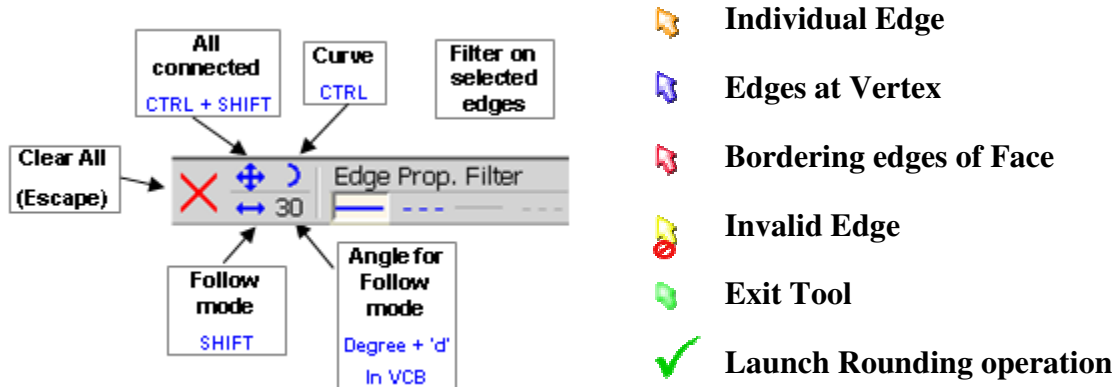 All
connected
CTRL + SHIFT
Curve
CTRL
Filter on
selected
edges
Clear All
(Escape)
Edge Prop. Filter
30
Follow
mode
SHIFT
Angle for
Follow
mode
Degree + 'd'
In VCB
Individual Edge
Edges at Vertex
Bordering edges of Face
Invalid Edge
Exit Tool
Launch Rounding operation